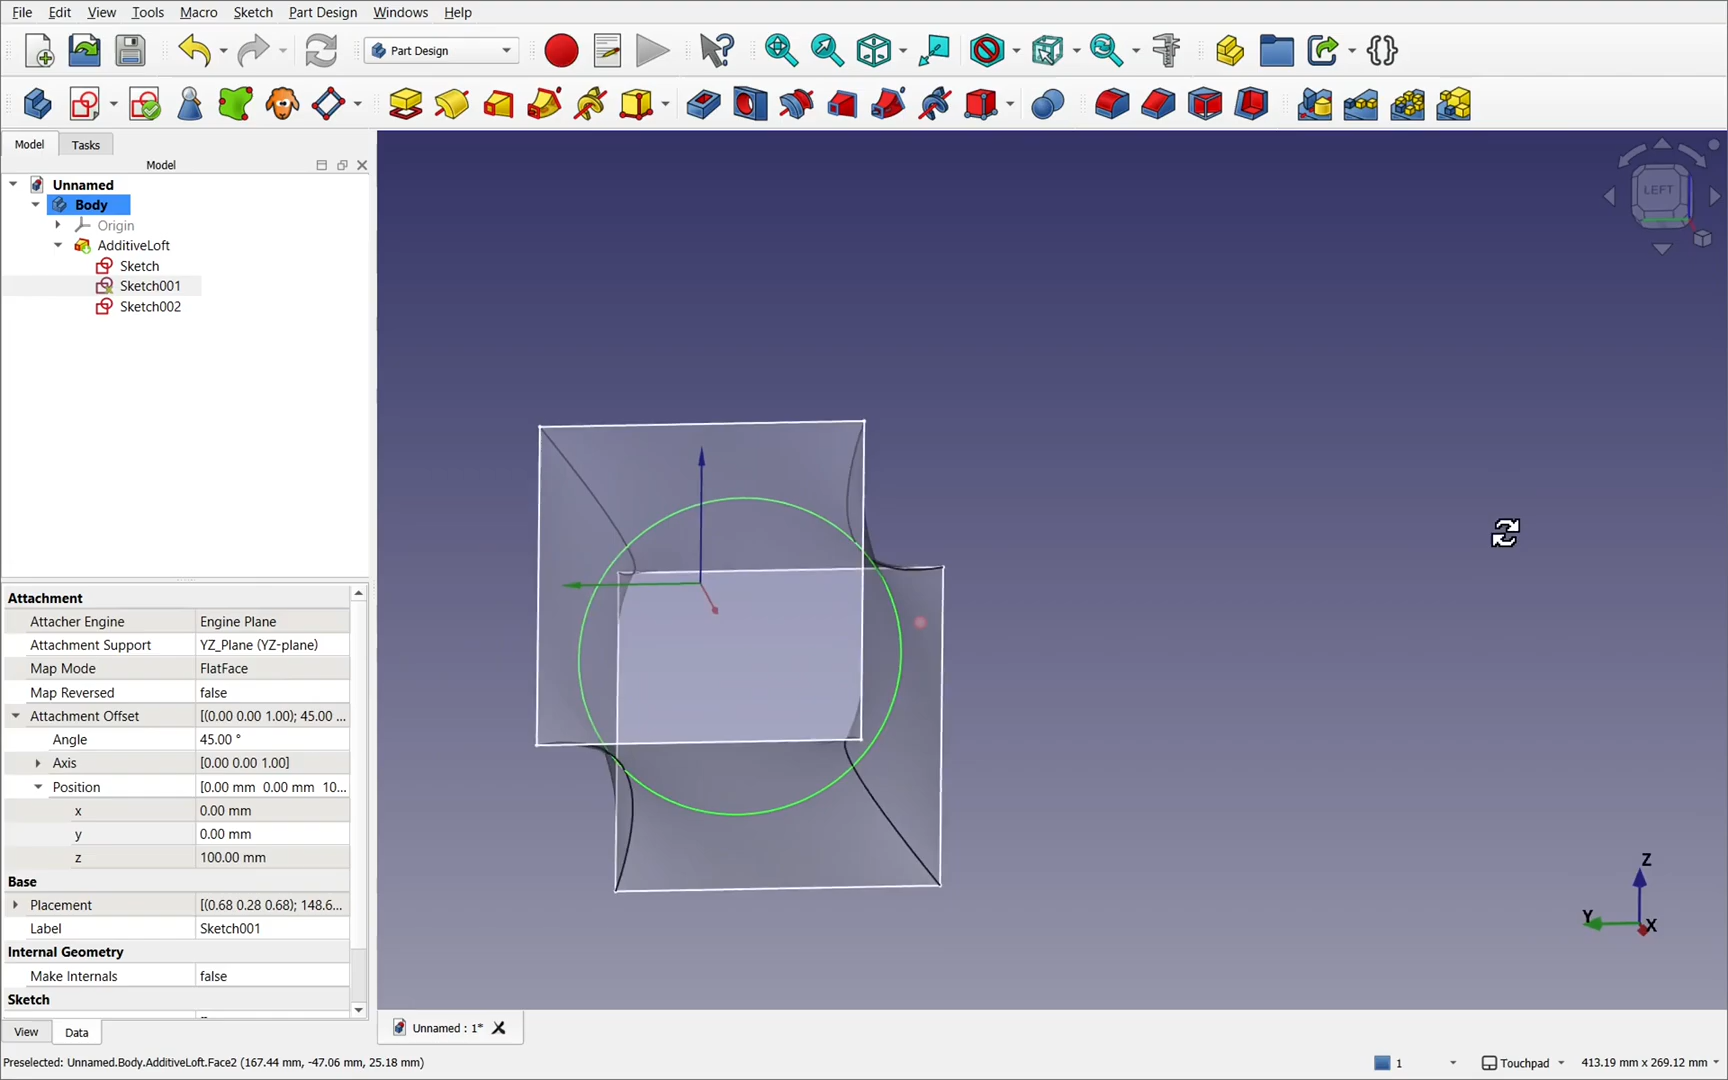 File Edit View Tools Macro Sketch Part Design Windows Help
Part Design
Model Tasks
Model
Unnamed
Body
Origin
AdditiveLoft
Sketch
Sketch001
Sketch002
LEFT
Attachment
Attacher Engine Engine Plane
Attachment Support YZ_Plane (YZ-plane)
Map Mode FlatFace
Map Reversed false
Attachment Offset [(0.00 0.00 1.00); 45.00 ...
Angle 45.00 °
Axis [0.00 0.00 1.00]
Position [0.00 mm 0.00 mm 10...
x 0.00 mm
y 0.00 mm
z 100.00 mm
Base
Placement [(0.68 0.28 0.68); 148.6...
Label Sketch001
Internal Geometry
Make Internals false
Sketch
Z
Y
X
View Data
Unnamed : 1*
Preselected: Unnamed.Body.AdditiveLoft.Face2 (167.44 mm, -47.06 mm, 25.18 mm)
1
Touchpad
413.19 mm x 269.12 mm